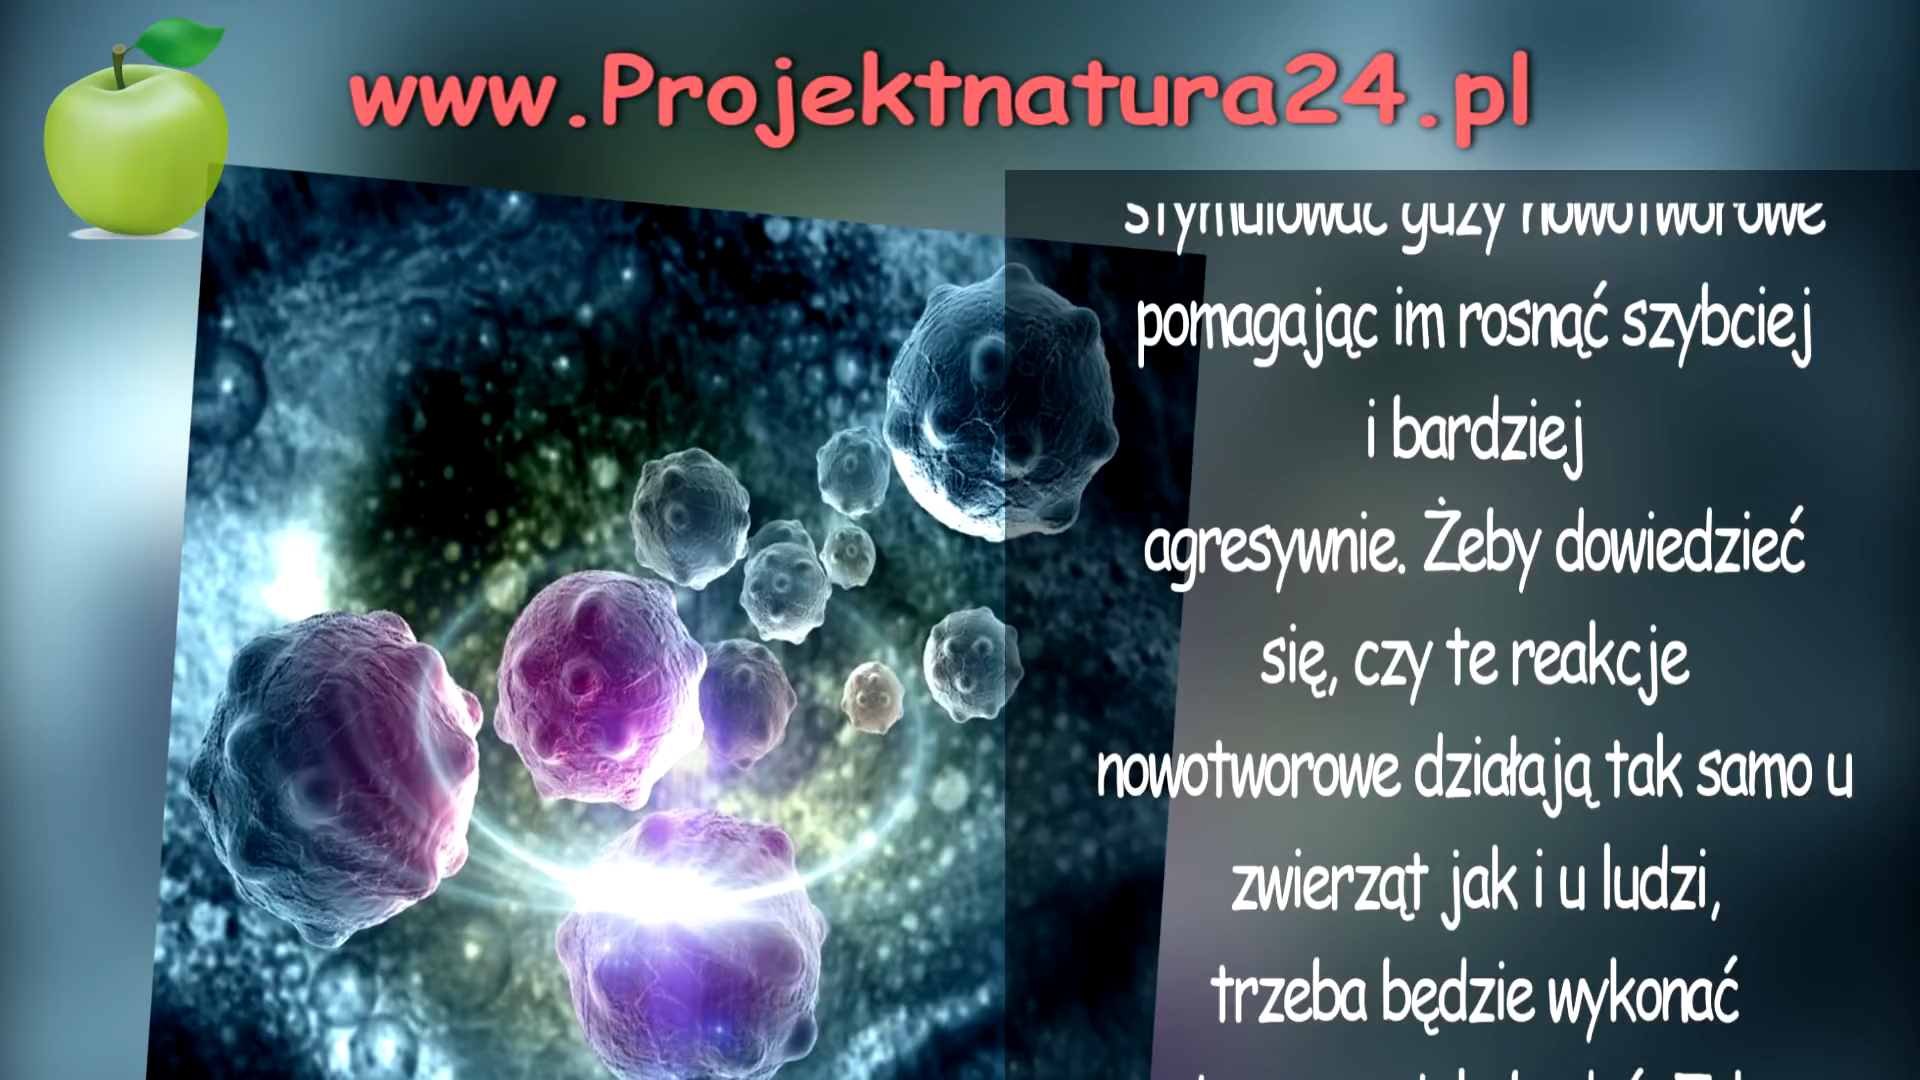 www.Projektnatura24.pl
stymulować guzy nowotworowe
pomagając im rosnąć szybciej
i bardziej
agresywnie. Żeby dowiedzieć
się, czy te reakcje
nowotworowe działają tak samo u
zwierząt jak i u ludzi,
trzeba będzie wykonać